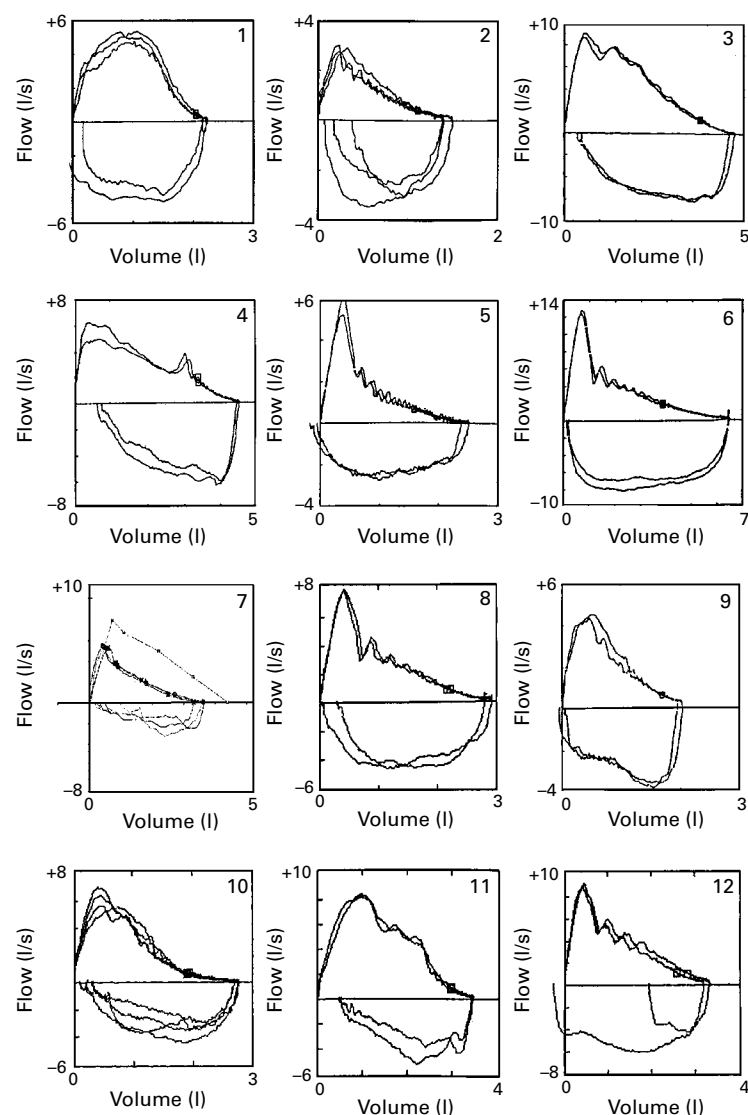 +6 1
Flow (l/s)
−6
0 3
Volume (l)
+4 2
Flow (l/s)
−4
0 2
Volume (l)
+10 3
Flow (l/s)
−10
0 5
Volume (l)
+8 4
Flow (l/s)
−8
0 5
Volume (l)
+6 5
Flow (l/s)
−4
0 3
Volume (l)
+14 6
Flow (l/s)
−10
0 7
Volume (l)
+10 7
Flow (l/s)
−8
0 5
Volume (l)
+8 8
Flow (l/s)
−6
0 3
Volume (l)
+6 9
Flow (l/s)
−4
0 3
Volume (l)
+8 10
Flow (l/s)
−6
0 3
Volume (l)
+10 11
Flow (l/s)
−6
0 4
Volume (l)
+10 12
Flow (l/s)
−8
0 4
Volume (l)